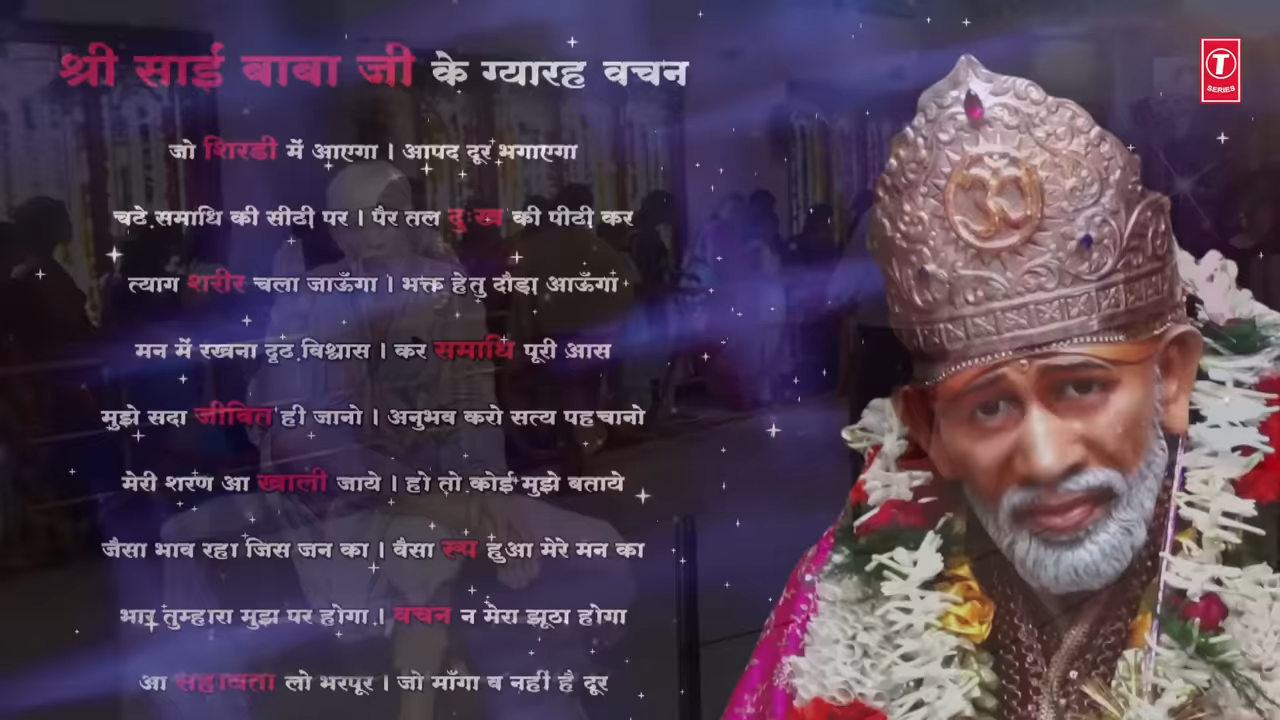 श्री साईं बाबा जी के ग्यारह वचन
T
SERIES
जो शिरडी में आएगा । आपद दूर भगाएगा
चढ़े समाधि की सीढ़ी पर । पैर तल दुःख की पीढ़ी कर
त्याग शरीर चला जाऊँगा । भक्त हेतु दौड़ा आऊँगा
मन में रखना दृढ़ विश्वास । कर समाधि पूरी आस
मुझे सदा जीवित ही जानो । अनुभव करो सत्य पहचानो
मेरी शरण आ खाली जाये । हो तो कोई मुझे बताये
जैसा भाव रहा जिस जन का । वैसा रूप हुआ मेरे मन का
भार तुम्हारा मुझ पर होगा । वचन न मेरा झूठा होगा
आ सहायता लो भरपूर । जो माँगा व नहीं है दूर